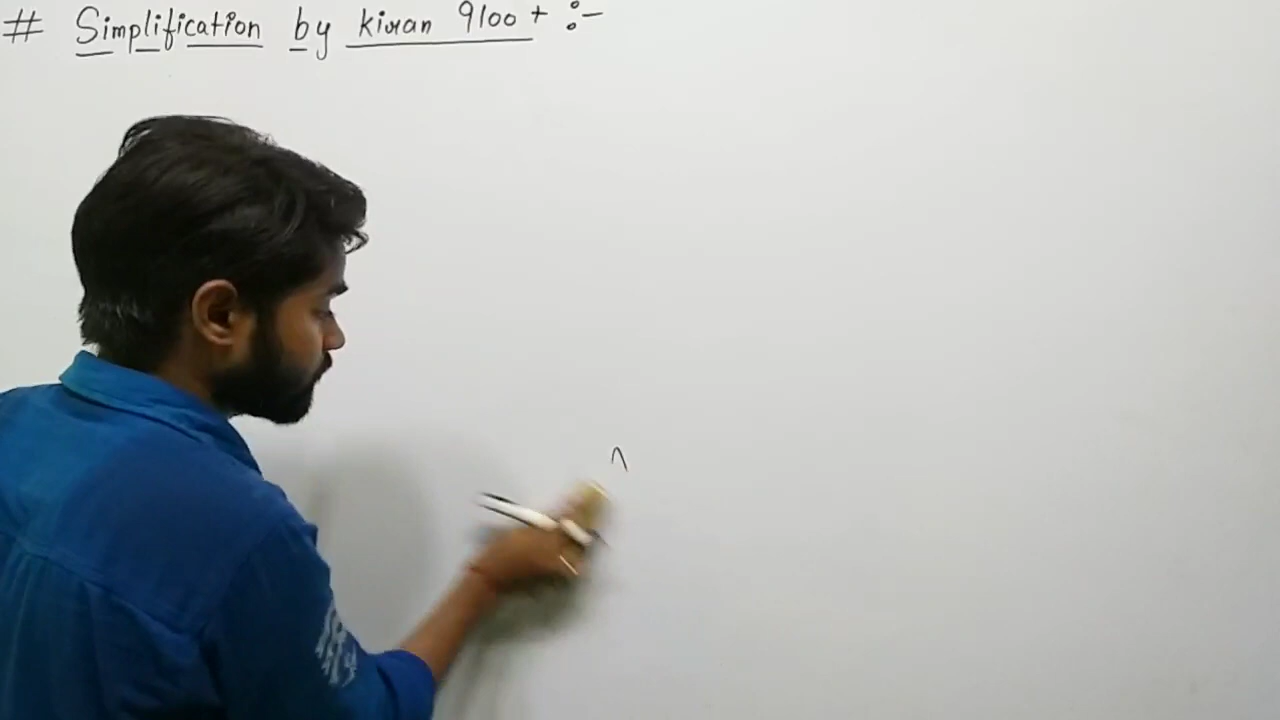 # Simplification by kiran 9100 + :-
^